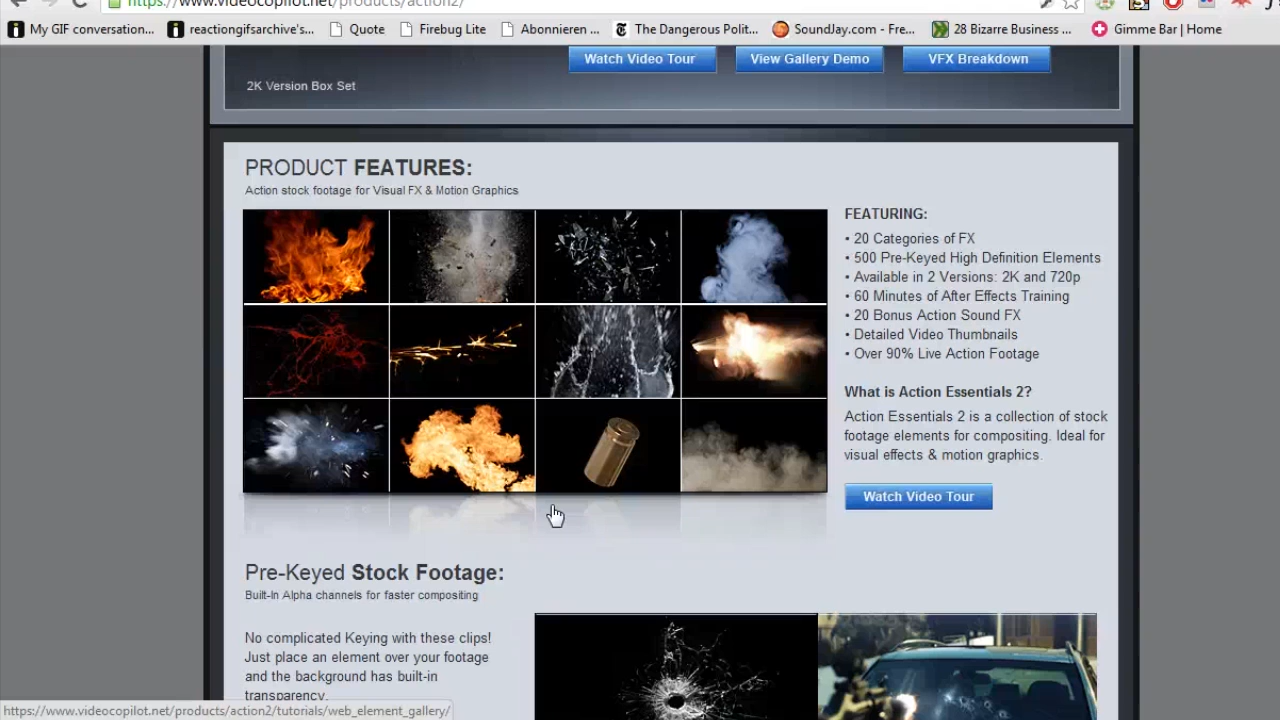 https://www.videocopilot.net/products/action2/
My GIF conversation...
reactiongifsarchive's...
Quote
Firebug Lite
Abonnieren ...
The Dangerous Polit...
SoundJay.com - Fre...
28 Bizarre Business ...
Gimme Bar | Home
Watch Video Tour
View Gallery Demo
VFX Breakdown
2K Version Box Set
PRODUCT FEATURES:
Action stock footage for Visual FX & Motion Graphics
FEATURING:
• 20 Categories of FX
• 500 Pre-Keyed High Definition Elements
• Available in 2 Versions: 2K and 720p
• 60 Minutes of After Effects Training
• 20 Bonus Action Sound FX
• Detailed Video Thumbnails
• Over 90% Live Action Footage
What is Action Essentials 2?
Action Essentials 2 is a collection of stock
footage elements for compositing. Ideal for
visual effects & motion graphics.
Watch Video Tour
Pre-Keyed Stock Footage:
Built-In Alpha channels for faster compositing
No complicated Keying with these clips!
Just place an element over your footage
and the background has built-in
transparency.
https://www.videocopilot.net/products/action2/tutorials/web_element_gallery/